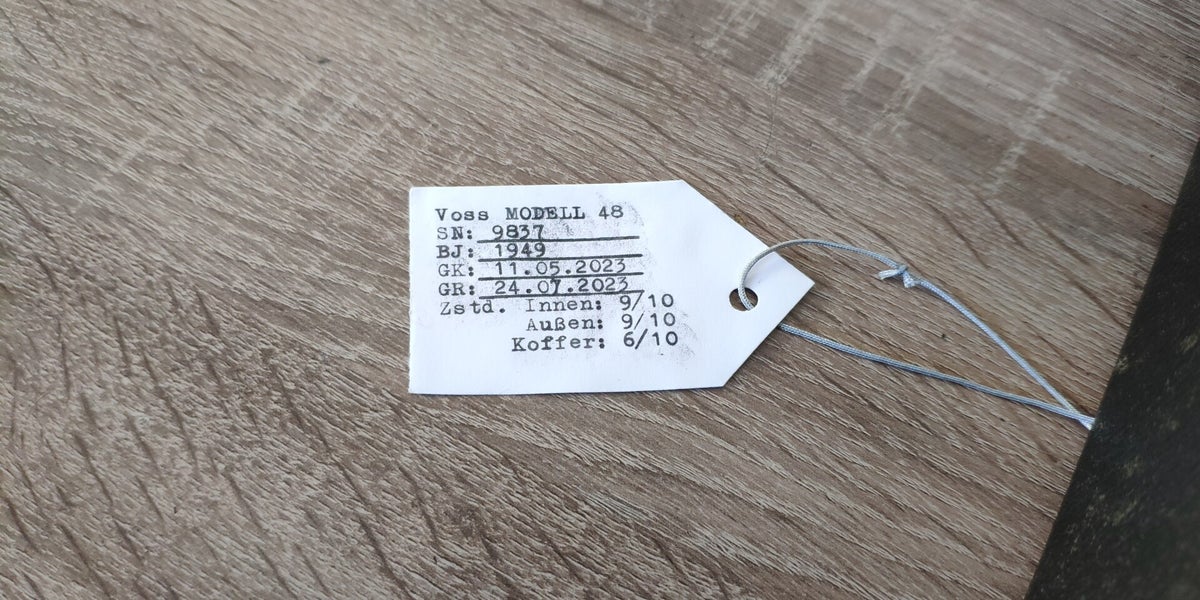 Voss MODELL 48
SN: 9837
BJ: 1949
GK: 11.05.2023
GR: 24.07.2023
Zstd. Innen: 9/10
Außen: 9/10
Koffer: 6/10